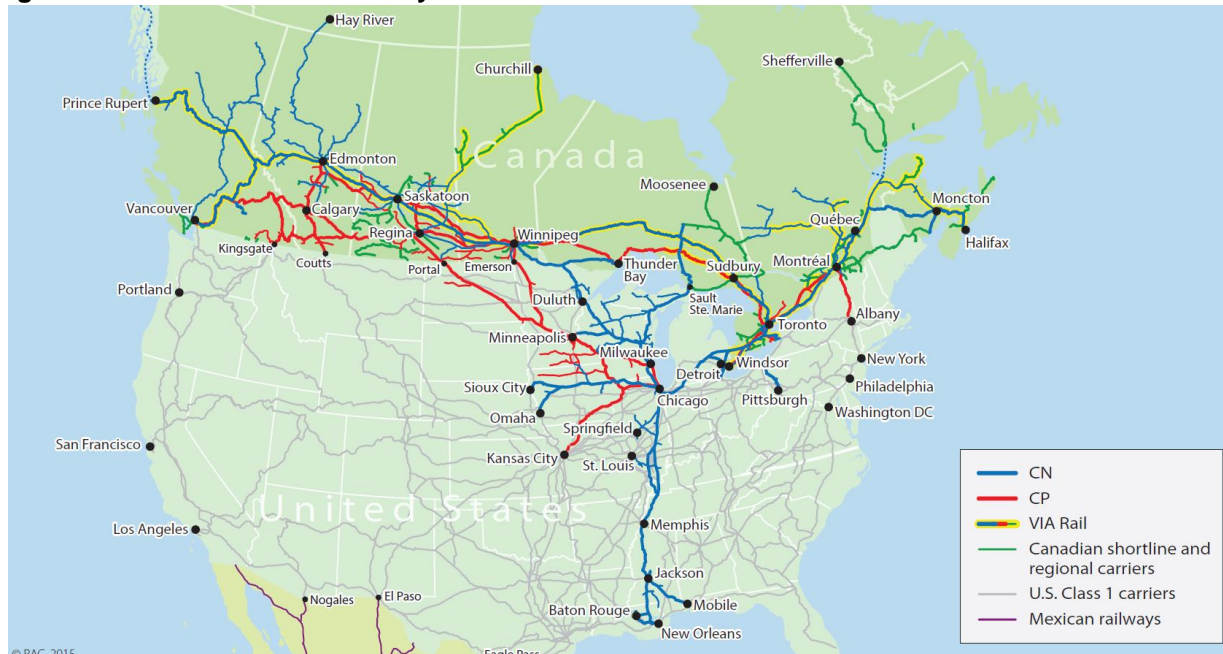 Hay River
Churchill
Shefferville
Prince Rupert
Canada
Edmonton
Moosenee
Saskatoon
Moncton
Vancouver
Calgary
Québec
Regina
Winnipeg
Halifax
Kingsgate
Coutts
Portal
Emerson
Thunder
Bay
Sudbury
Montréal
Portland
Duluth
Sault
Ste. Marie
Toronto
Albany
Minneapolis
Milwaukee
Windsor
New York
Detroit
Sioux City
Chicago
Pittsburgh
Philadelphia
Omaha
Washington DC
Springfield
San Francisco
Kansas City
St. Louis
United States
Los Angeles
Memphis
Jackson
Nogales
El Paso
Baton Rouge
Mobile
New Orleans
CN
CP
VIA Rail
Canadian shortline and
regional carriers
U.S. Class 1 carriers
Mexican railways